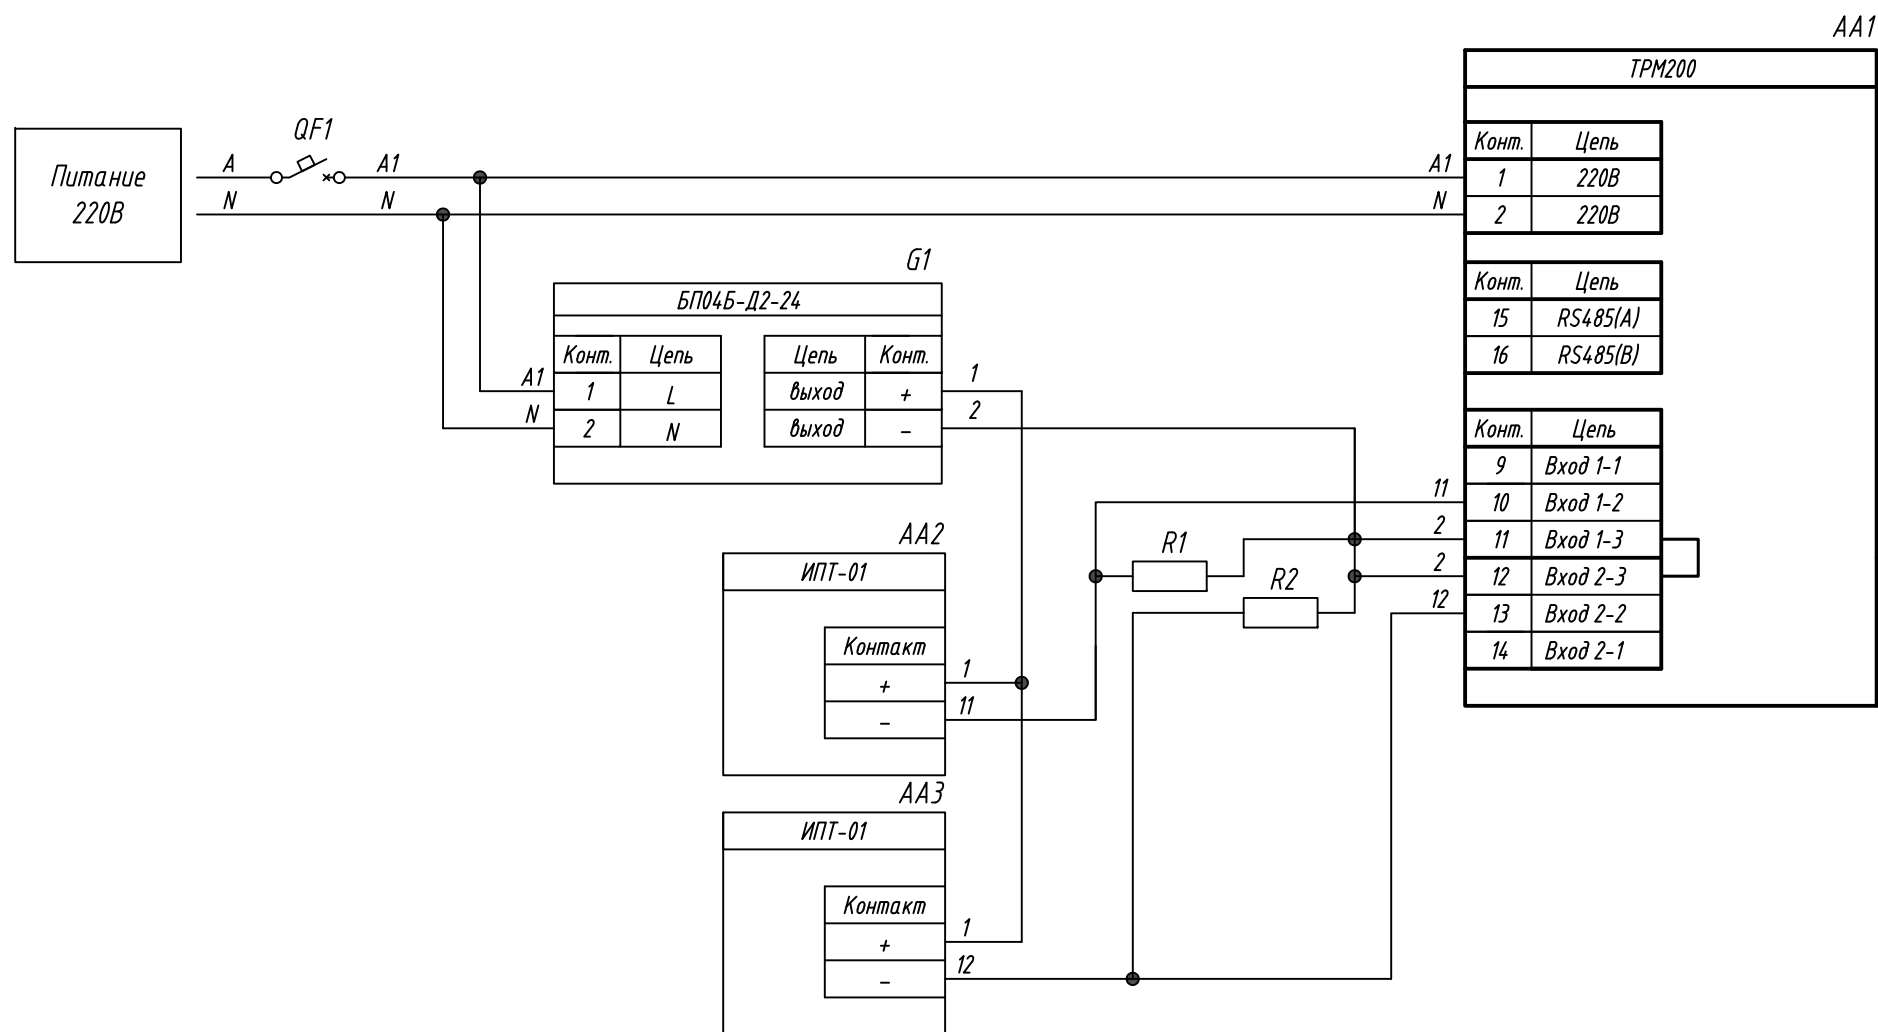 AA1
ТРМ200
QF1
Питание
220В
A
A1
N
N
A1
N
Конт. Цепь
1 220В
2 220В
G1
БП04Б-Д2-24
Конт. Цепь
1 L
2 N
Цепь Конт.
выход +
выход -
A1
N
1
2
Конт. Цепь
15 RS485(A)
16 RS485(B)
Конт. Цепь
9 Вход 1-1
10 Вход 1-2
11 Вход 1-3
12 Вход 2-3
13 Вход 2-2
14 Вход 2-1
11
2
2
12
R1
R2
AA2
ИПТ-01
Контакт
+
-
1
11
AA3
ИПТ-01
Контакт
+
-
1
12